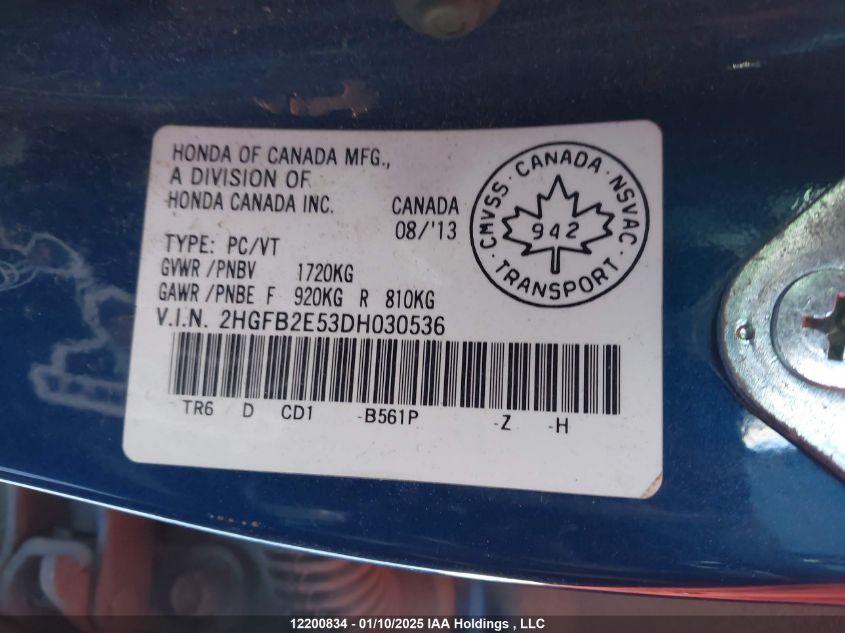 HONDA OF CANADA MFG.,
A DIVISION OF
HONDA CANADA INC.
CANADA
08/'13
TYPE: PC/VT
GVWR /PNBV 1720KG
GAWR /PNBE F 920KG R 810KG
V.I.N. 2HGFB2E53DH030536
TR6 D CD1 -B561P -Z -H
CMVSS · CANADA · NSVAC · TRANSPORT ·
942
12200834 - 01/10/2025 IAA Holdings , LLC